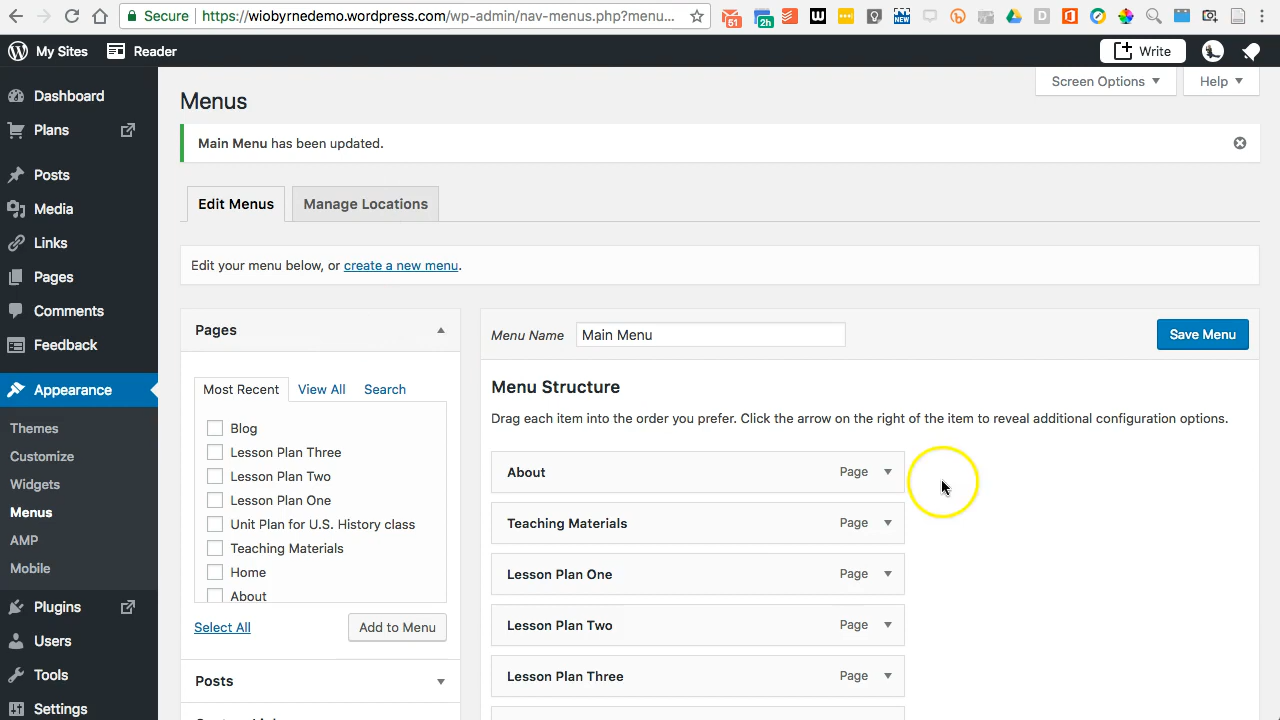 Secure https://wiobyrnedemo.wordpress.com/wp-admin/nav-menus.php?menu...
51
2h
W
NEW
D
My Sites
Reader
Write
Dashboard
Plans
Posts
Media
Links
Pages
Comments
Feedback
Appearance
Themes
Customize
Widgets
Menus
AMP
Mobile
Plugins
Users
Tools
Settings
Screen Options
Help
Menus
Main Menu has been updated.
Edit Menus
Manage Locations
Edit your menu below, or create a new menu.
Pages
Most Recent
View All
Search
Blog
Lesson Plan Three
Lesson Plan Two
Lesson Plan One
Unit Plan for U.S. History class
Teaching Materials
Home
About
Select All
Add to Menu
Posts
Menu Name
Main Menu
Save Menu
Menu Structure
Drag each item into the order you prefer. Click the arrow on the right of the item to reveal additional configuration options.
About Page
Teaching Materials Page
Lesson Plan One Page
Lesson Plan Two Page
Lesson Plan Three Page